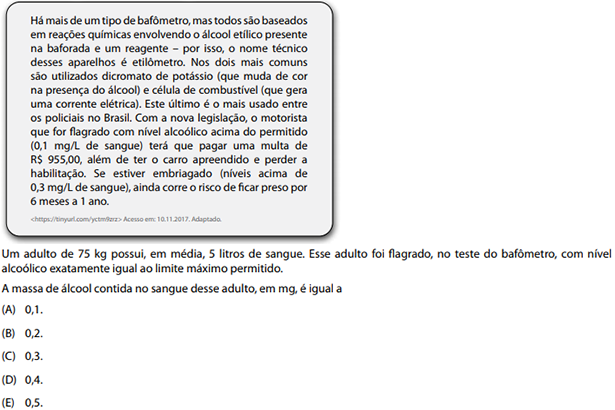 Há mais de um tipo de bafômetro, mas todos são baseados
em reações químicas envolvendo o álcool etílico presente
na baforada e um reagente – por isso, o nome técnico
desses aparelhos é etilômetro. Nos dois mais comuns
são utilizados dicromato de potássio (que muda de cor
na presença do álcool) e célula de combustível (que gera
uma corrente elétrica). Este último é o mais usado entre
os policiais no Brasil. Com a nova legislação, o motorista
que for flagrado com nível alcoólico acima do permitido
(0,1 mg/L de sangue) terá que pagar uma multa de
R$ 955,00, além de ter o carro apreendido e perder a
habilitação. Se estiver embriagado (níveis acima de
0,3 mg/L de sangue), ainda corre o risco de ficar preso por
6 meses a 1 ano.
<https://tinyurl.com/yctm9zrz> Acesso em: 10.11.2017. Adaptado.
Um adulto de 75 kg possui, em média, 5 litros de sangue. Esse adulto foi flagrado, no teste do bafômetro, com nível
alcoólico exatamente igual ao limite máximo permitido.
A massa de álcool contida no sangue desse adulto, em mg, é igual a
(A) 0,1.
(B) 0,2.
(C) 0,3.
(D) 0,4.
(E) 0,5.